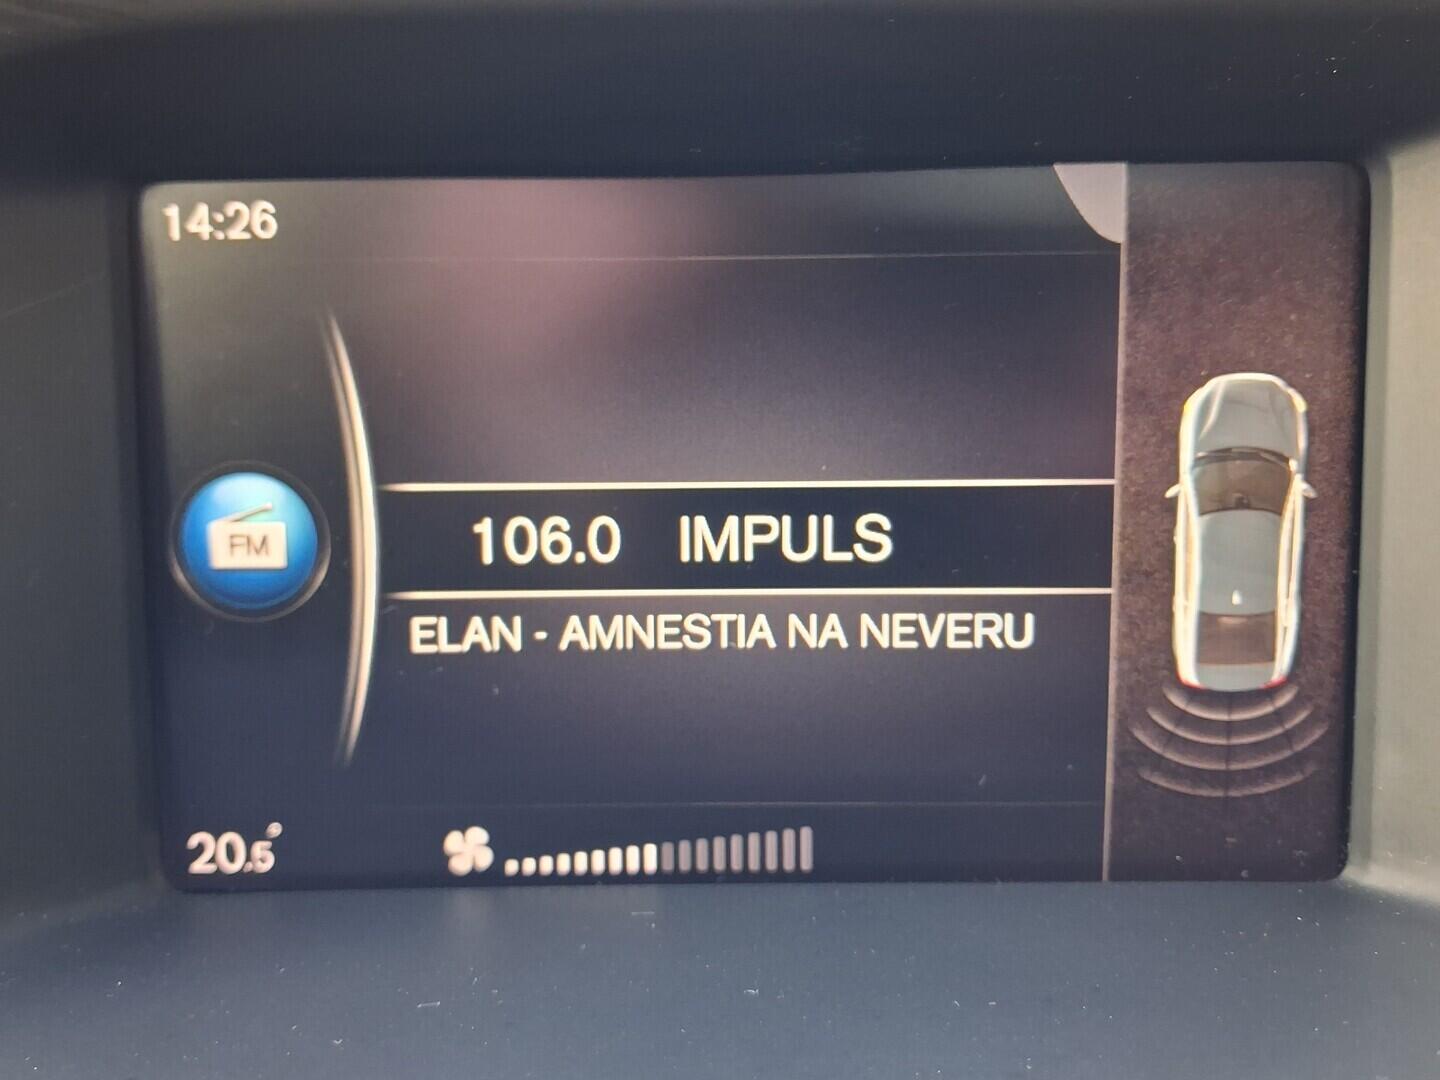 14:26
FM
106.0 IMPULS
ELAN - AMNESTIA NA NEVERU
20.5°